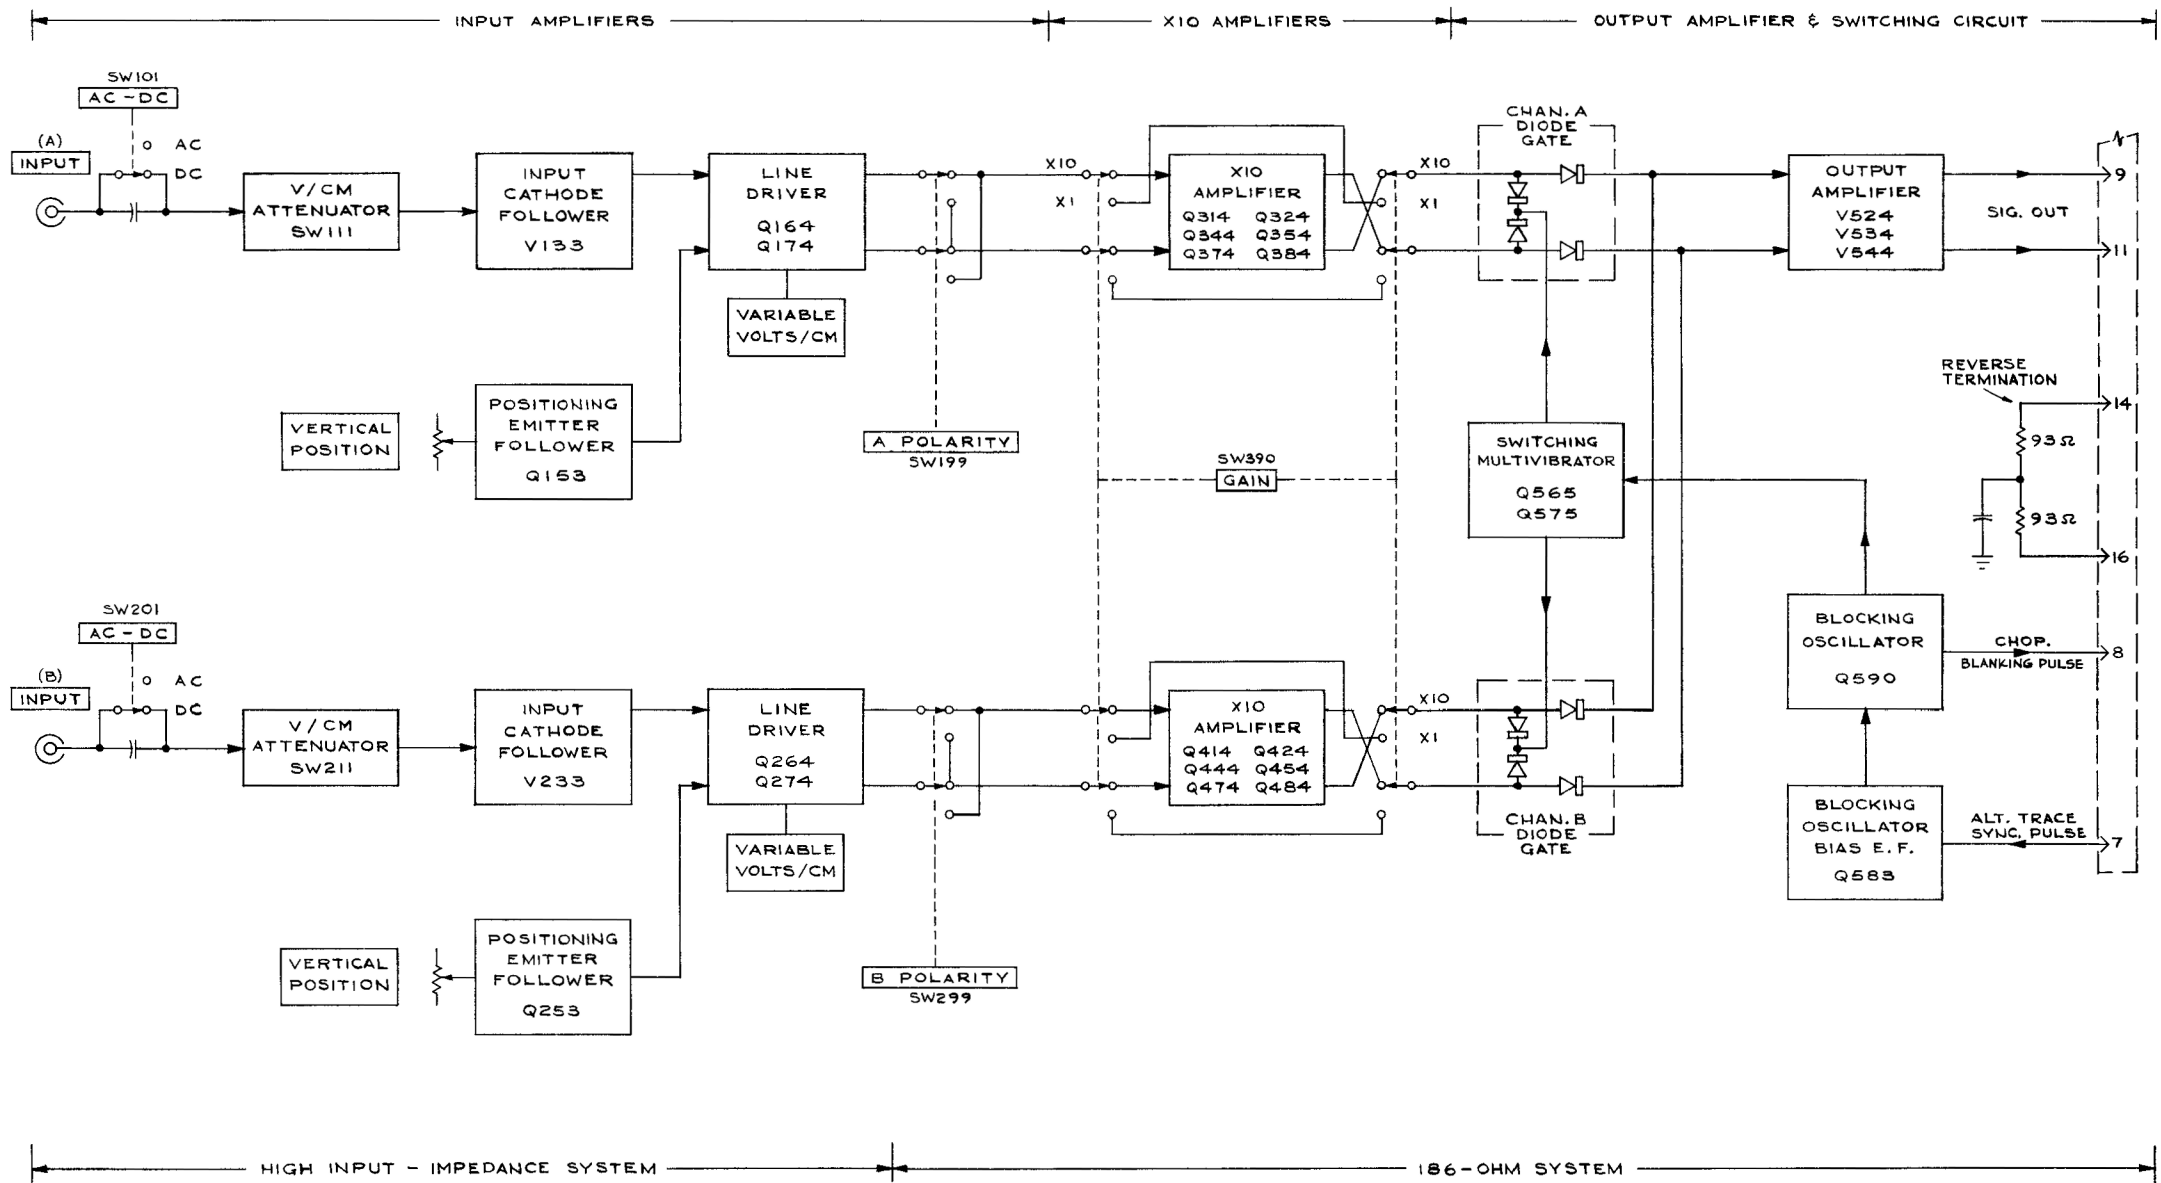 INPUT AMPLIFIERS
X10 AMPLIFIERS
OUTPUT AMPLIFIER & SWITCHING CIRCUIT
SW101
AC-DC
(A)
INPUT
AC
DC
V/CM
ATTENUATOR
SW111
INPUT
CATHODE
FOLLOWER
V133
LINE
DRIVER
Q164
Q174
VARIABLE
VOLTS/CM
VERTICAL
POSITION
POSITIONING
EMITTER
FOLLOWER
Q153
A POLARITY
SW199
X10
X1
X10
AMPLIFIER
Q314 Q324
Q344 Q354
Q374 Q384
X10
X1
SW390
GAIN
CHAN. A
DIODE
GATE
OUTPUT
AMPLIFIER
V524
V534
V544
SIG. OUT
9
11
REVERSE
TERMINATION
14
93Ω
93Ω
16
SWITCHING
MULTIVIBRATOR
Q565
Q575
BLOCKING
OSCILLATOR
Q590
CHOP.
BLANKING PULSE
8
BLOCKING
OSCILLATOR
BIAS E.F.
Q583
ALT. TRACE
SYNC, PULSE
7
SW201
AC-DC
(B)
INPUT
AC
DC
V/CM
ATTENUATOR
SW211
INPUT
CATHODE
FOLLOWER
V233
LINE
DRIVER
Q264
Q274
VARIABLE
VOLTS/CM
VERTICAL
POSITION
POSITIONING
EMITTER
FOLLOWER
Q253
B POLARITY
SW299
X10
AMPLIFIER
Q414 Q424
Q444 Q454
Q474 Q484
X10
X1
CHAN. B
DIODE
GATE
HIGH INPUT - IMPEDANCE SYSTEM
186-OHM SYSTEM